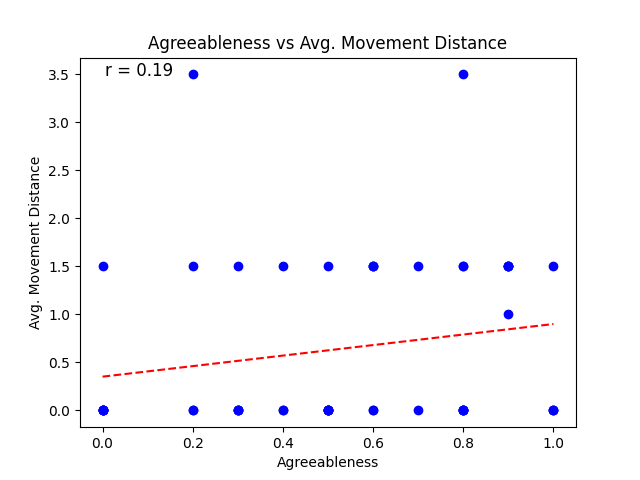 Agreeableness vs Avg. Movement Distance
r = 0.19
Avg. Movement Distance
3.5
3.0
2.5
2.0
1.5
1.0
0.5
0.0
0.0 0.2 0.4 0.6 0.8 1.0
Agreeableness